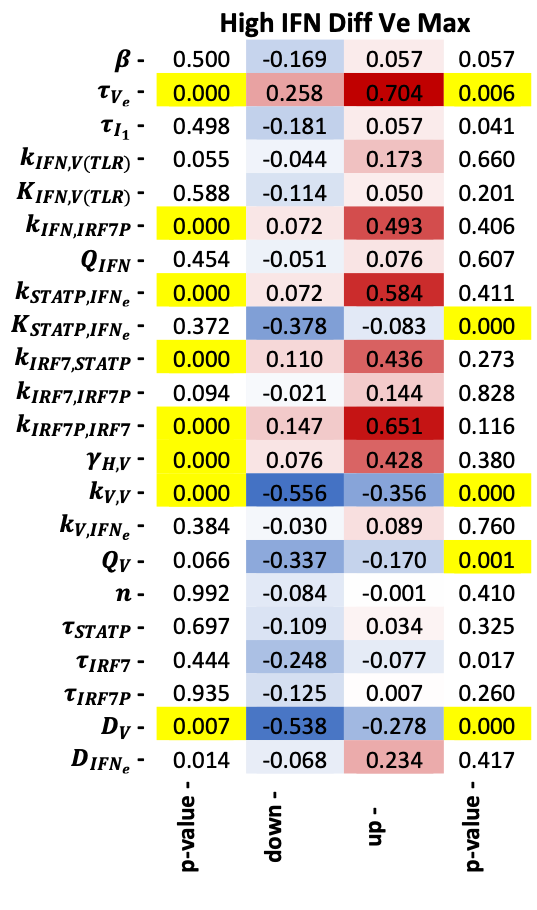 High IFN Diff Ve Max
β - 0.500 -0.169 0.057 0.057
τ_{V_e} - 0.000 0.258 0.704 0.006
τ_{I_1} - 0.498 -0.181 0.057 0.041
k_{IFN,V(TLR)} - 0.055 -0.044 0.173 0.660
K_{IFN,V(TLR)} - 0.588 -0.114 0.050 0.201
k_{IFN,IRF7P} - 0.000 0.072 0.493 0.406
Q_{IFN} - 0.454 -0.051 0.076 0.607
k_{STATP,IFN_e} - 0.000 0.072 0.584 0.411
K_{STATP,IFN_e} - 0.372 -0.378 -0.083 0.000
k_{IRF7,STATP} - 0.000 0.110 0.436 0.273
k_{IRF7,IRF7P} - 0.094 -0.021 0.144 0.828
k_{IRF7P,IRF7} - 0.000 0.147 0.651 0.116
γ_{H,V} - 0.000 0.076 0.428 0.380
k_{V,V} - 0.000 -0.556 -0.356 0.000
k_{V,IFN_e} - 0.384 -0.030 0.089 0.760
Q_V - 0.066 -0.337 -0.170 0.001
n - 0.992 -0.084 -0.001 0.410
τ_{STATP} - 0.697 -0.109 0.034 0.325
τ_{IRF7} - 0.444 -0.248 -0.077 0.017
τ_{IRF7P} - 0.935 -0.125 0.007 0.260
D_V - 0.007 -0.538 -0.278 0.000
D_{IFN_e} - 0.014 -0.068 0.234 0.417
p-value - down - up - p-value -